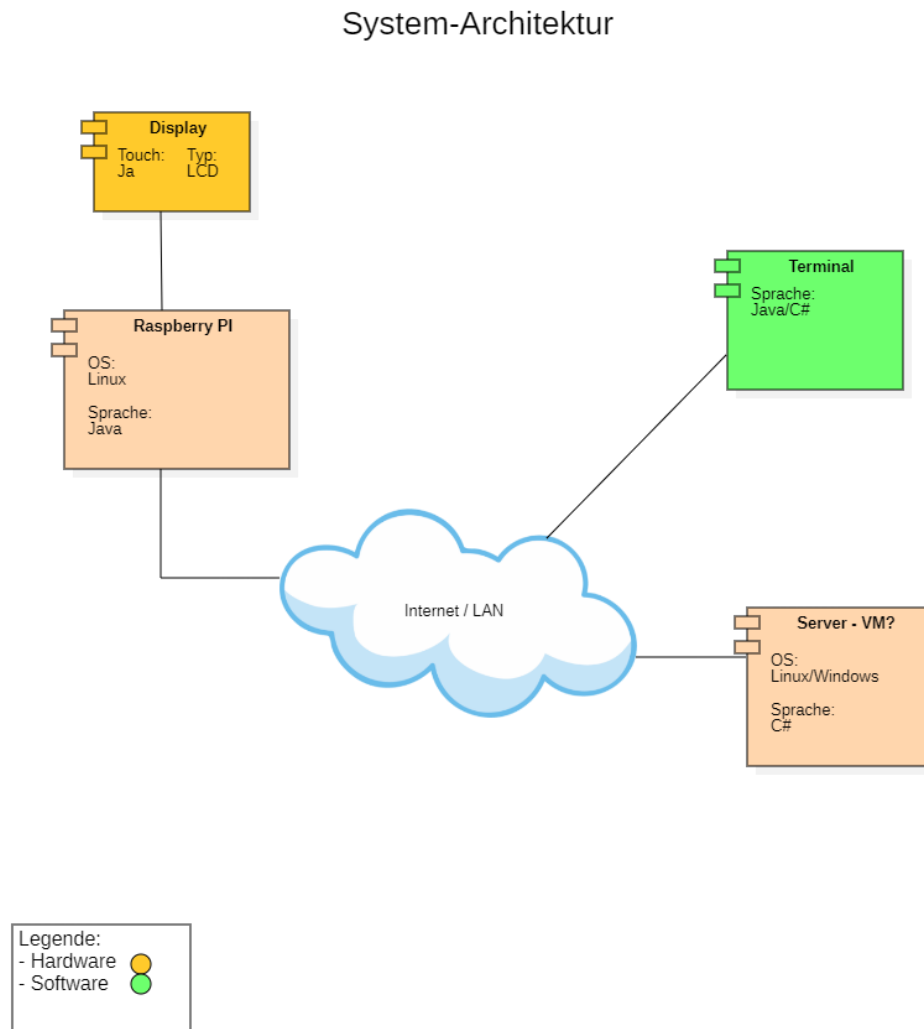 System-Architektur
Display
Touch: Typ:
Ja LCD
Raspberry PI
OS:
Linux
Sprache:
Java
Terminal
Sprache:
Java/C#
Internet / LAN
Server - VM?
OS:
Linux/Windows
Sprache:
C#
Legende:
- Hardware
- Software